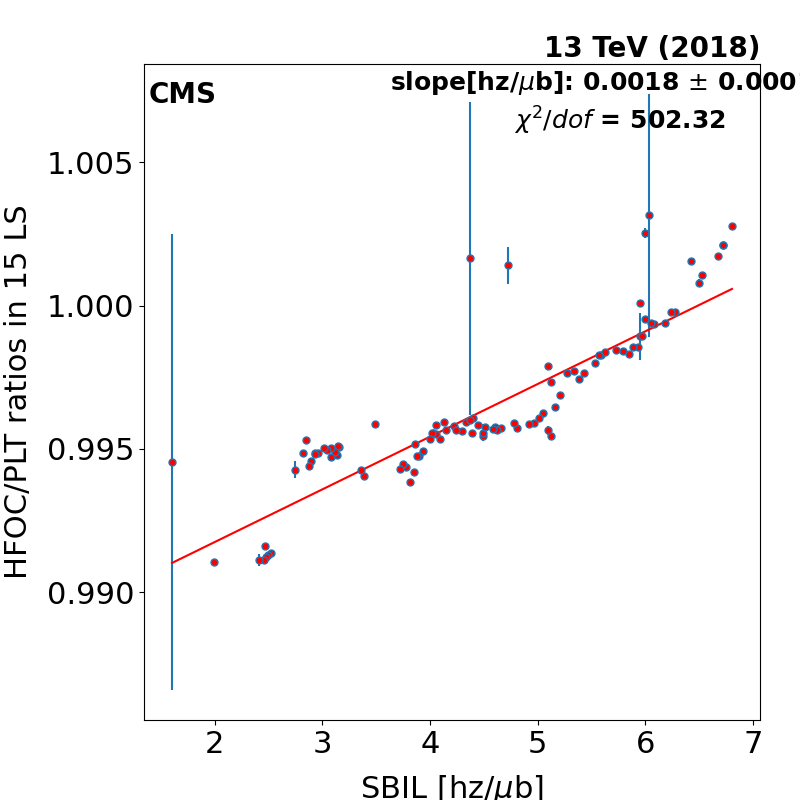 13 TeV (2018)
CMS
slope[hz/μb]: 0.0018 ± 0.000
χ²/dof = 502.32
HFOC/PLT ratios in 15 LS
1.005
1.000
0.995
0.990
2 3 4 5 6 7
SBIL [hz/μb]